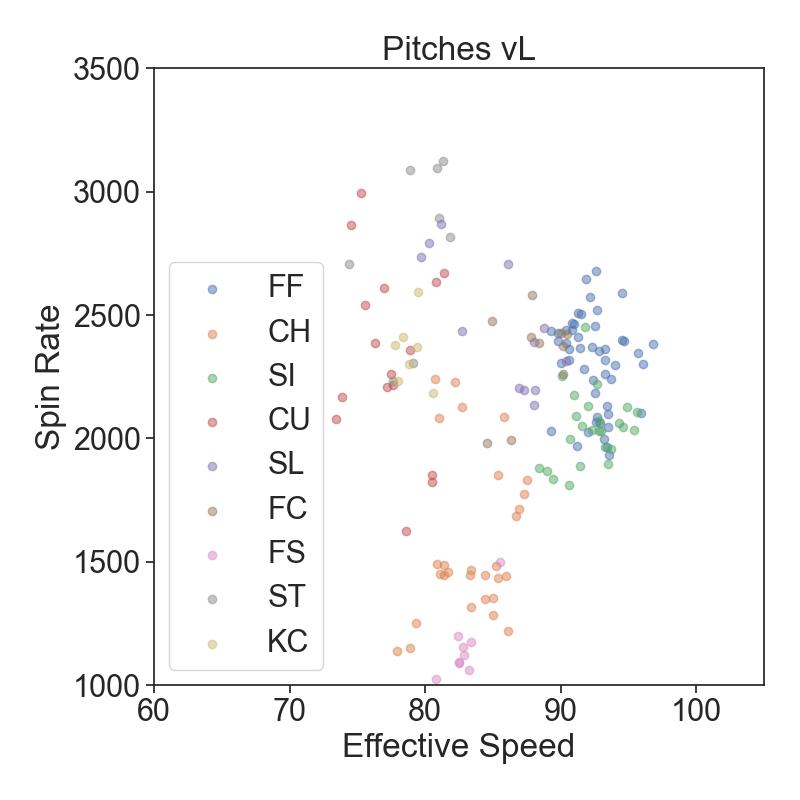 Pitches vL
3500
3000
2500
2000
1500
1000
Spin Rate
FF
CH
SI
CU
SL
FC
FS
ST
KC
60 70 80 90 100
Effective Speed